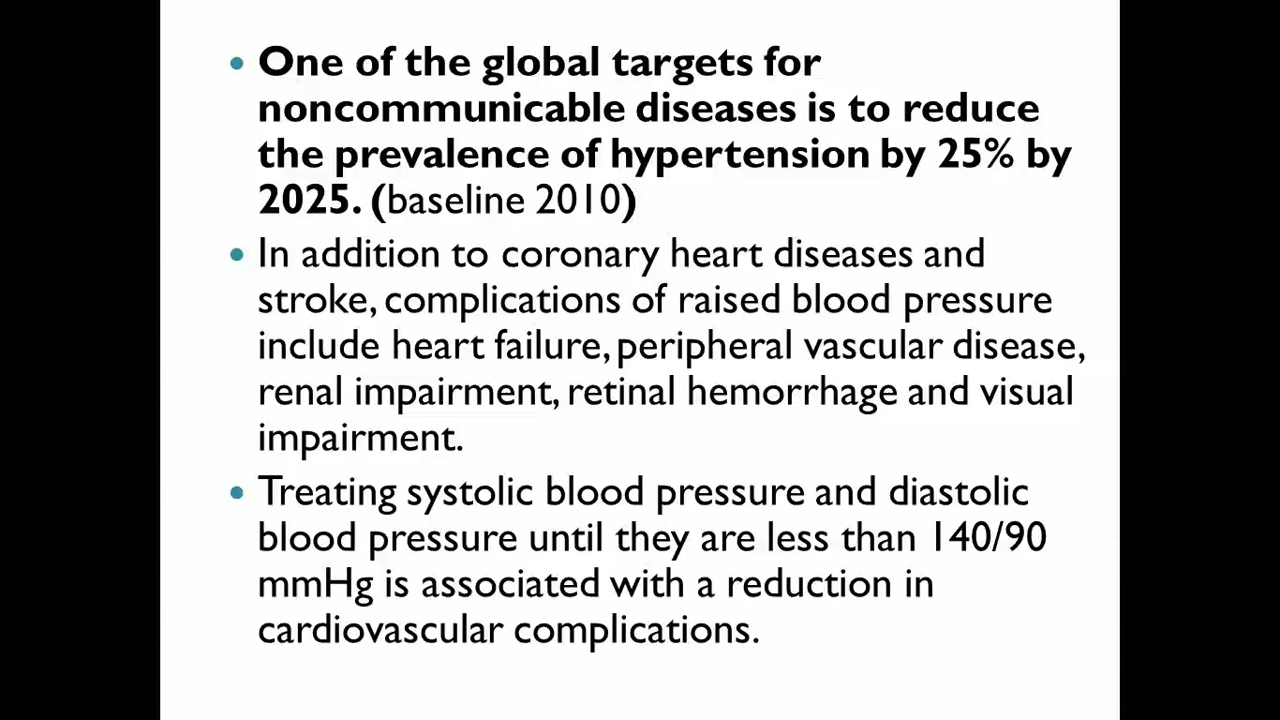 • One of the global targets for
noncommunicable diseases is to reduce
the prevalence of hypertension by 25% by
2025. (baseline 2010)
• In addition to coronary heart diseases and
stroke, complications of raised blood pressure
include heart failure, peripheral vascular disease,
renal impairment, retinal hemorrhage and visual
impairment.
• Treating systolic blood pressure and diastolic
blood pressure until they are less than 140/90
mmHg is associated with a reduction in
cardiovascular complications.